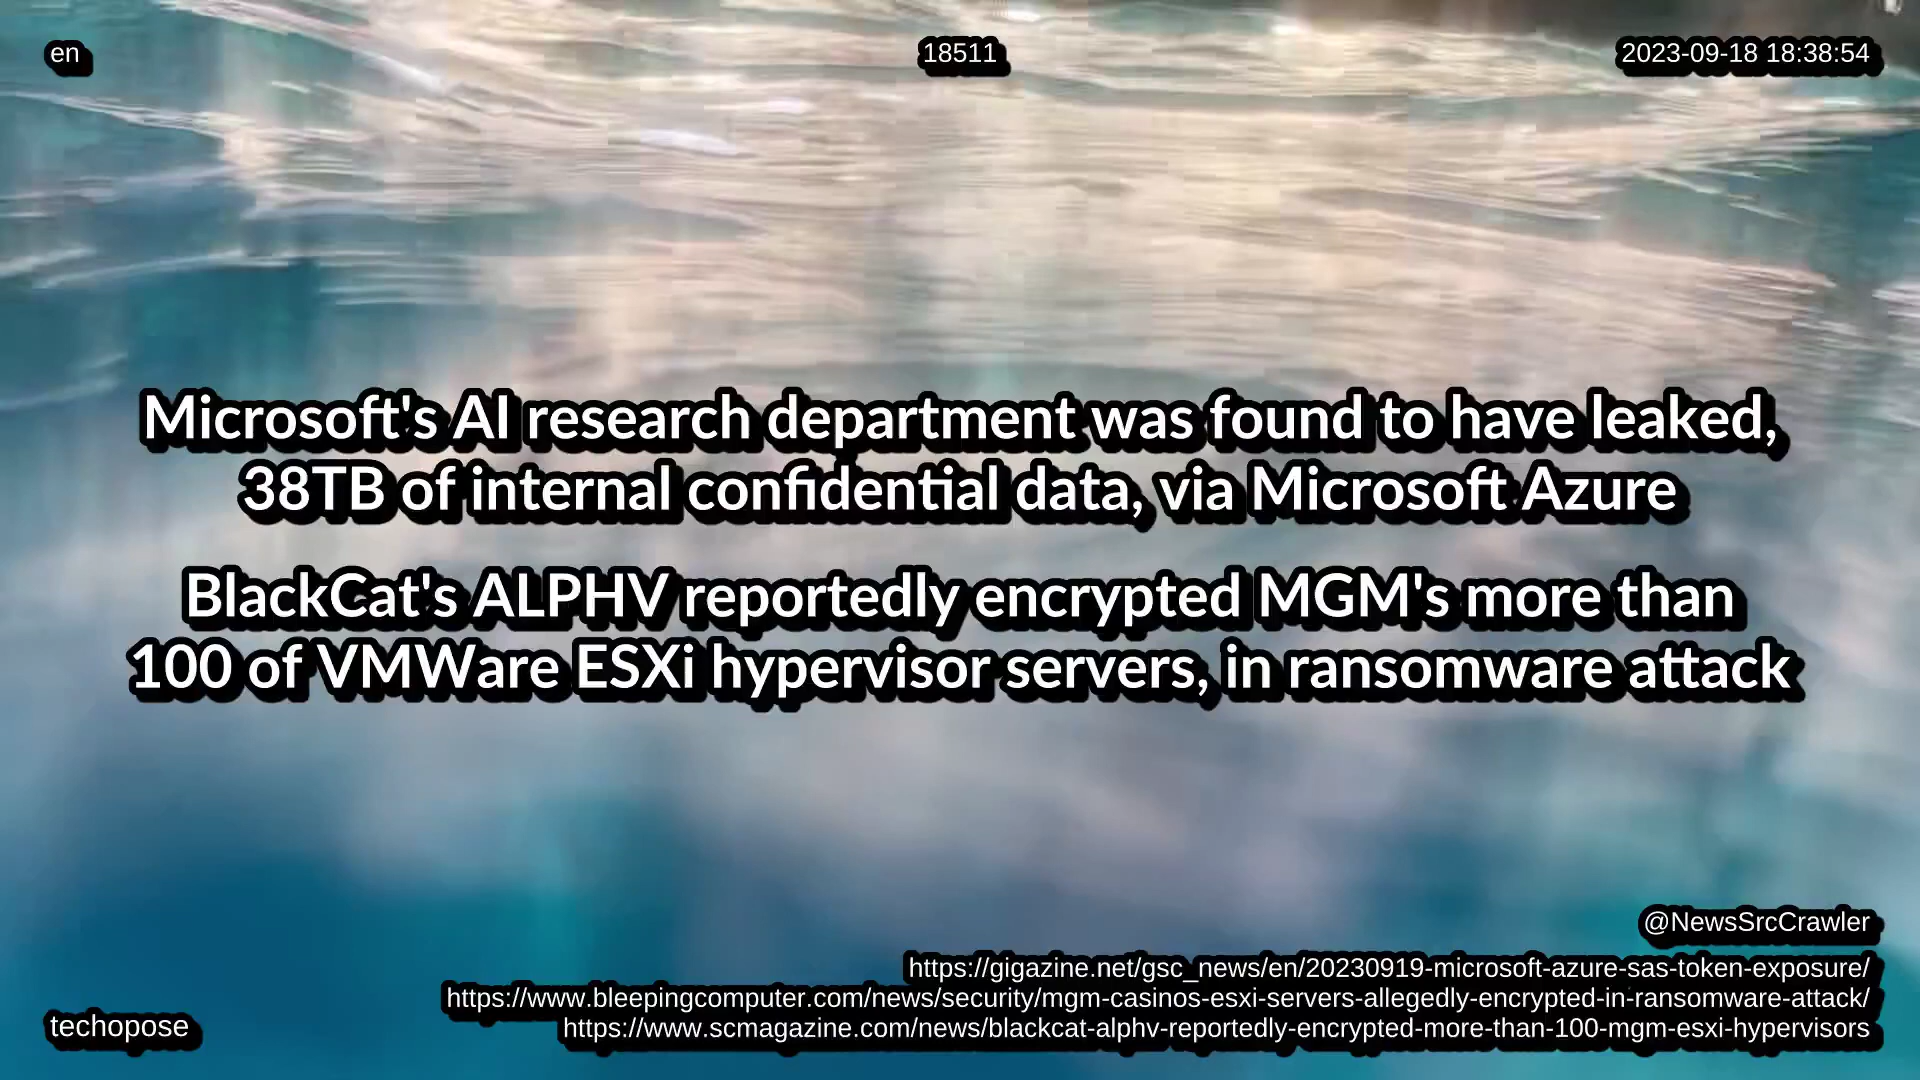 en
18511
2023-09-18 18:38:54
Microsoft's AI research department was found to have leaked,
38TB of internal confidential data, via Microsoft Azure
BlackCat's ALPHV reportedly encrypted MGM's more than
100 of VMWare ESXi hypervisor servers, in ransomware attack
@NewsSrcCrawler
https://gigazine.net/gsc_news/en/20230919-microsoft-azure-sas-token-exposure/
https://www.bleepingcomputer.com/news/security/mgm-casinos-esxi-servers-allegedly-encrypted-in-ransomware-attack/
https://www.scmagazine.com/news/blackcat-alphv-reportedly-encrypted-more-than-100-mgm-esxi-hypervisors
techopose